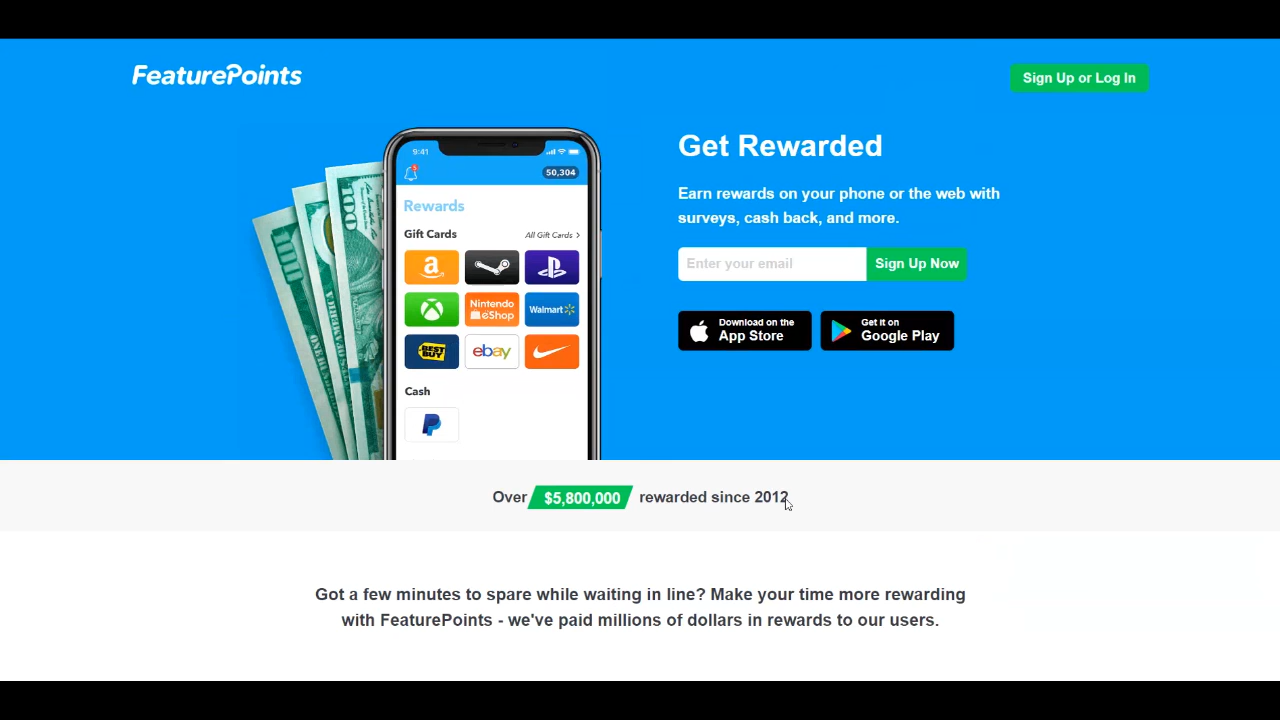 FeaturePoints
Sign Up or Log In
9:41
50,304
Rewards
Gift Cards
All Gift Cards >
a
Nintendo
eShop
Walmart
BEST
BUY
ebay
Cash
100
100
Get Rewarded
Earn rewards on your phone or the web with
surveys, cash back, and more.
Enter your email
Sign Up Now
Download on the
App Store
Get it on
Google Play
Over $5,800,000 rewarded since 2012
Got a few minutes to spare while waiting in line? Make your time more rewarding
with FeaturePoints - we've paid millions of dollars in rewards to our users.